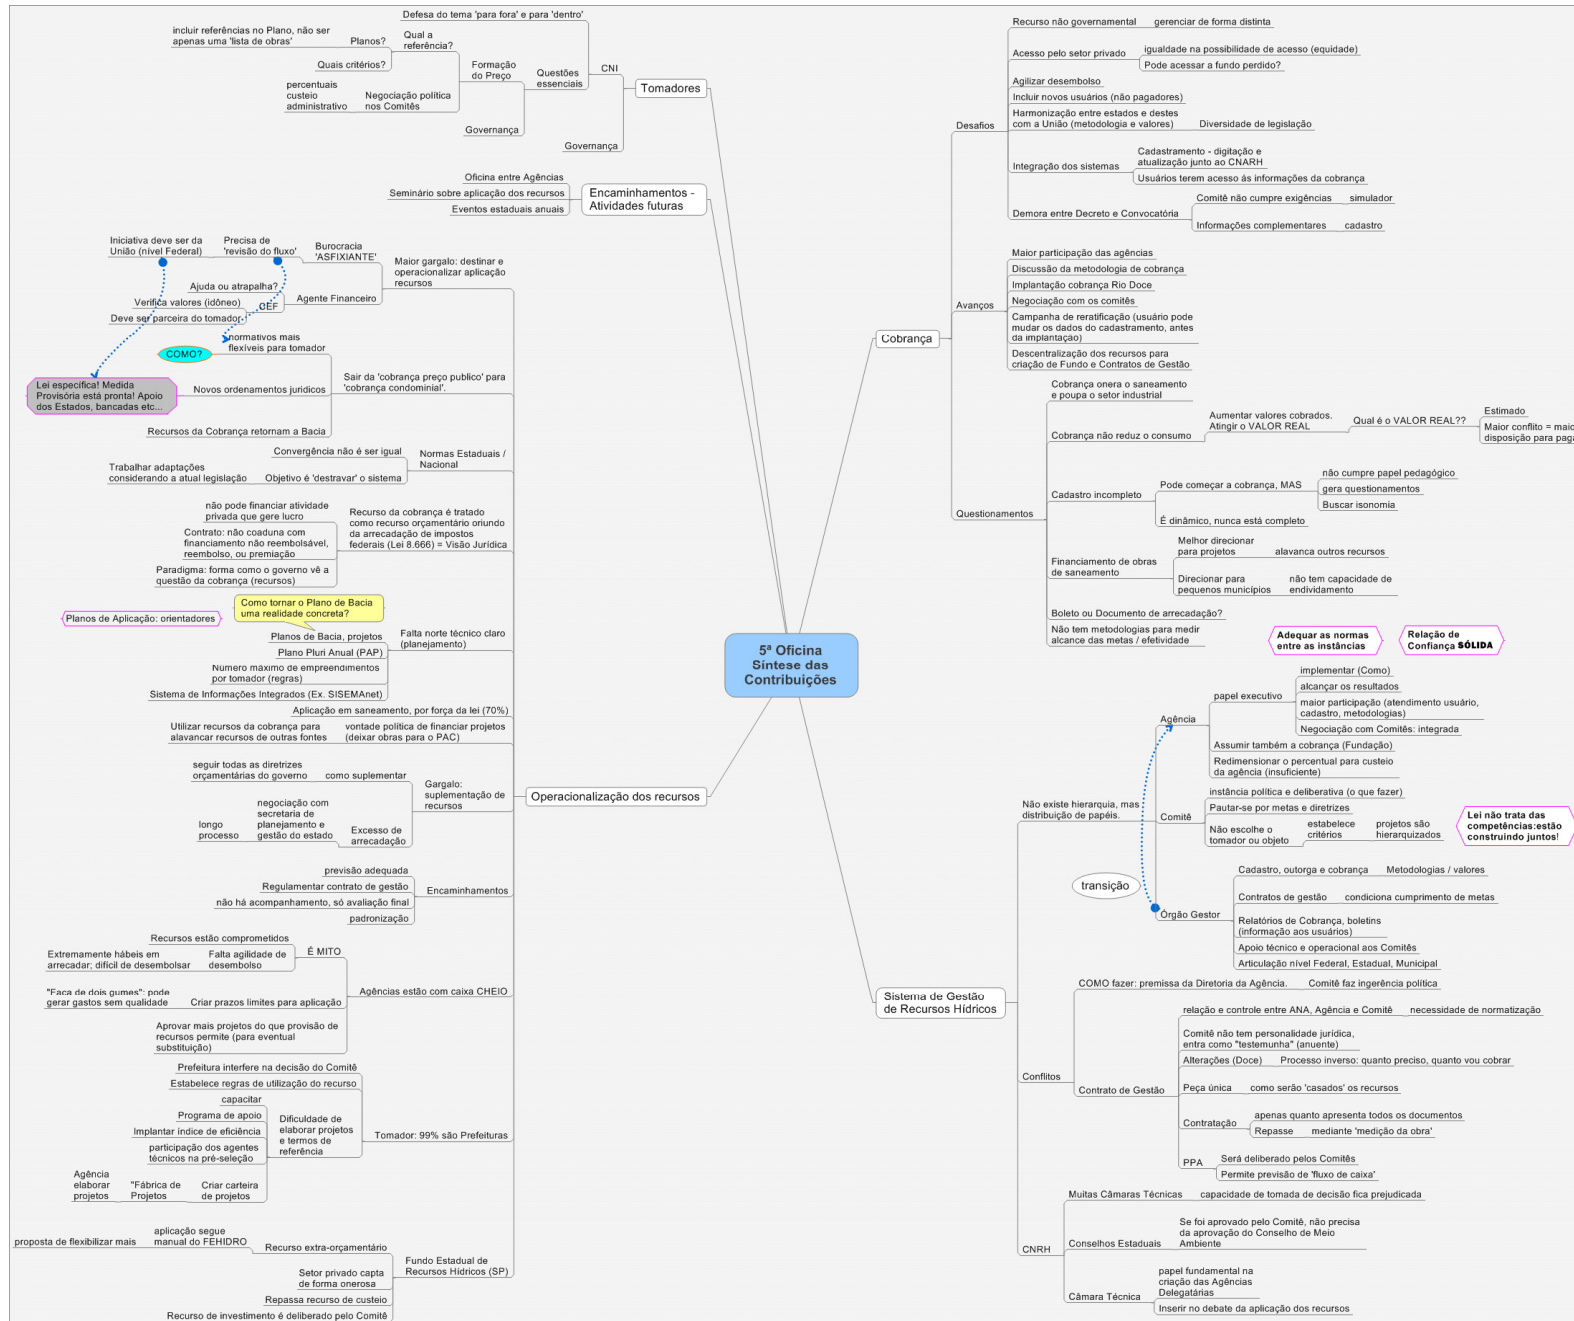 5ª Oficina
Síntese das
Contribuições
Tomadores
CNI
Defesa do tema 'para fora' e para 'dentro'
Questões
essenciais
Formação
do Preço
Qual a
referência?
Planos?
incluir referências no Plano, não ser
apenas uma 'lista de obras'
Quais critérios?
Negociação política
nos Comitês
percentuais
custeio
administrativo
Governança
Governança
Encaminhamentos -
Atividades futuras
Oficina entre Agências
Seminário sobre aplicação dos recursos
Eventos estaduais anuais
Operacionalização dos recursos
Maior gargalo: destinar e
operacionalizar aplicação
recursos
Burocracia
'ASFIXIANTE'
Precisa de
'revisão do fluxo'
Iniciativa deve ser da
União (nível Federal)
Agente Financeiro
CEF
Ajuda ou atrapalha?
Verifica valores (idôneo)
Deve ser parceira do tomador
Sair da 'cobrança preço publico' para
'cobrança condominial'.
normativos mais
flexíveis para tomador
COMO?
Novos ordenamentos juridicos
Lei específica! Medida
Provisória está pronta! Apoio
dos Estados, bancadas etc...
Recursos da Cobrança retornam a Bacia
Normas Estaduais /
Nacional
Convergência não é ser igual
Objetivo é 'destravar' o sistema
Trabalhar adaptações
considerando a atual legislação
Recurso da cobrança é tratado
como recurso orçamentário oriundo
da arrecadação de impostos
federais (Lei 8.666) = Visão Jurídica
não pode financiar atividade
privada que gere lucro
Contrato: não coaduna com
financiamento não reembolsável,
reembolso, ou premiação
Paradigma: forma como o governo vê a
questão da cobrança (recursos)
Falta norte técnico claro
(planejamento)
Como tornar o Plano de Bacia
uma realidade concreta?
Planos de Aplicação: orientadores
Planos de Bacia, projetos
Plano Pluri Anual (PAP)
Número máximo de empreendimentos
por tomador (regras)
Sistema de Informações Integrados (Ex. SISEMAnet)
Aplicação em saneamento, por força da lei (70%)
vontade política de financiar projetos
(deixar obras para o PAC)
Utilizar recursos da cobrança para
alavancar recursos de outras fontes
Gargalo:
suplementação de
recursos
como suplementar
seguir todas as diretrizes
orçamentárias do governo
Excesso de
arrecadação
negociação com
secretaria de
planejamento e
gestão do estado
longo
processo
Encaminhamentos
previsão adequada
Regulamentar contrato de gestão
não há acompanhamento, só avaliação final
padronização
Agências estão com caixa CHEIO
É MITO
Recursos estão comprometidos
Falta agilidade de
desembolso
Extremamente hábeis em
arrecadar; difícil de desembolsar
Criar prazos limites para aplicação
"Faca de dois gumes": pode
gerar gastos sem qualidade
Aprovar mais projetos do que provisão de
recursos permite (para eventual
substituição)
Tomador: 99% são Prefeituras
Prefeitura interfere na decisão do Comitê
Estabelece regras de utilização do recurso
Dificuldade de
elaborar projetos
e termos de
referência
capacitar
Programa de apoio
Implantar índice de eficiência
participação dos agentes
técnicos na pré-seleção
Criar carteira
de projetos
"Fábrica de
Projetos
Agência
elaborar
projetos
Fundo Estadual de
Recursos Hídricos (SP)
Recurso extra-orçamentário
aplicação segue
manual do FEHIDRO
proposta de flexibilizar mais
Setor privado capta
de forma onerosa
Repassa recurso de custeio
Recurso de investimento é deliberado pelo Comitê
Cobrança
Desafios
Recurso não governamental
gerenciar de forma distinta
Acesso pelo setor privado
igualdade na possibilidade de acesso (equidade)
Pode acessar a fundo perdido?
Agilizar desembolso
Incluir novos usuários (não pagadores)
Harmonização entre estados e destes
com a União (metodologia e valores)
Diversidade de legislação
Integração dos sistemas
Cadastramento - digitação e
atualização junto ao CNARH
Usuários terem acesso ás informações da cobrança
Demora entre Decreto e Convocatória
Comitê não cumpre exigências
simulador
Informações complementares
cadastro
Avanços
Maior participação das agências
Discussão da metodologia de cobrança
Implantação cobrança Rio Doce
Negociação com os comitês
Campanha de reratificação (usuário pode
mudar os dados do cadastramento, antes
da implantação)
Descentralização dos recursos para
criação de Fundo e Contratos de Gestão
Questionamentos
Cobrança onera o saneamento
e poupa o setor industrial
Cobrança não reduz o consumo
Aumentar valores cobrados.
Atingir o VALOR REAL
Qual é o VALOR REAL??
Estimado
Maior conflito = maio
disposição para paga
Cadastro incompleto
Pode começar a cobrança, MAS
não cumpre papel pedagógico
gera questionamentos
Buscar isonomia
É dinâmico, nunca está completo
Financiamento de obras
de saneamento
Melhor direcionar
para projetos
alavanca outros recursos
Direcionar para
pequenos municípios
não tem capacidade de
endividamento
Boleto ou Documento de arrecadação?
Não tem metodologias para medir
alcance das metas / efetividade
Adequar as normas
entre as instâncias
Relação de
Confiança SÓLIDA
Sistema de Gestão
de Recursos Hídricos
Não existe hierarquia, mas
distribuição de papéis.
Agência
papel executivo
implementar (Como)
alcançar os resultados
maior participação (atendimento usuário,
cadastro, metodologias)
Negociação com Comitês: integrada
Assumir também a cobrança (Fundação)
Redimensionar o percentual para custeio
da agência (insuficiente)
Comitê
instância política e deliberativa (o que fazer)
Pautar-se por metas e diretrizes
Não escolhe o
tomador ou objeto
estabelece
critérios
projetos são
hierarquizados
Lei não trata das
competências:estão
construindo juntos!
transição
Órgão Gestor
Cadastro, outorga e cobrança
Metodologias / valores
Contratos de gestão
condiciona cumprimento de metas
Relatórios de Cobrança, boletins
(informação aos usuários)
Apoio técnico e operacional aos Comitês
Articulação nível Federal, Estadual, Municipal
Conflitos
COMO fazer: premissa da Diretoria da Agência.
Comitê faz ingerência política
Contrato de Gestão
relação e controle entre ANA, Agência e Comitê
necessidade de normatização
Comitê não tem personalidade jurídica,
entra como "testemunha" (anuente)
Alterações (Doce)
Processo inverso: quanto preciso, quanto vou cobrar
Peça única
como serão 'casados' os recursos
Contratação
apenas quanto apresenta todos os documentos
Repasse
mediante 'medição da obra'
PPA
Será deliberado pelos Comitês
Permite previsão de 'fluxo de caixa'
CNRH
Muitas Câmaras Técnicas
capacidade de tomada de decisão fica prejudicada
Conselhos Estaduais
Se foi aprovado pelo Comitê, não precisa
da aprovação do Conselho de Meio
Ambiente
Câmara Técnica
papel fundamental na
criação das Agências
Delegatárias
Inserir no debate da aplicação dos recursos